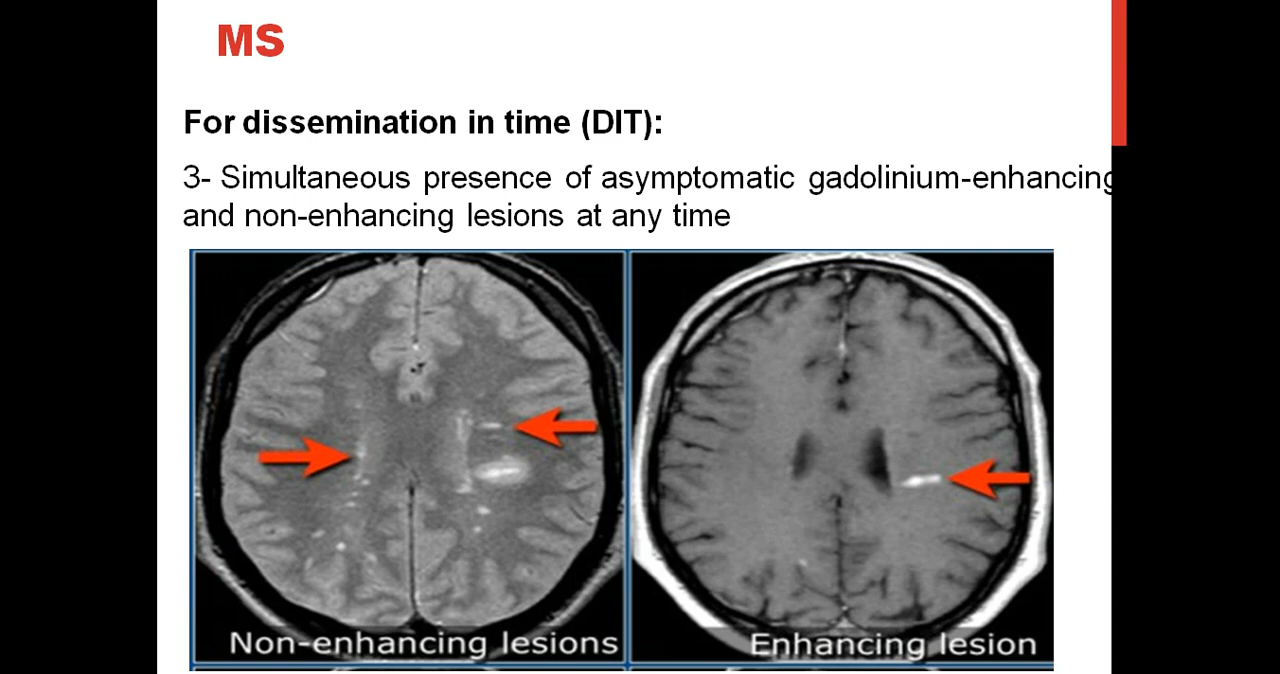 MS
For dissemination in time (DIT):
3- Simultaneous presence of asymptomatic gadolinium-enhancing
and non-enhancing lesions at any time
Non-enhancing lesions
Enhancing lesion